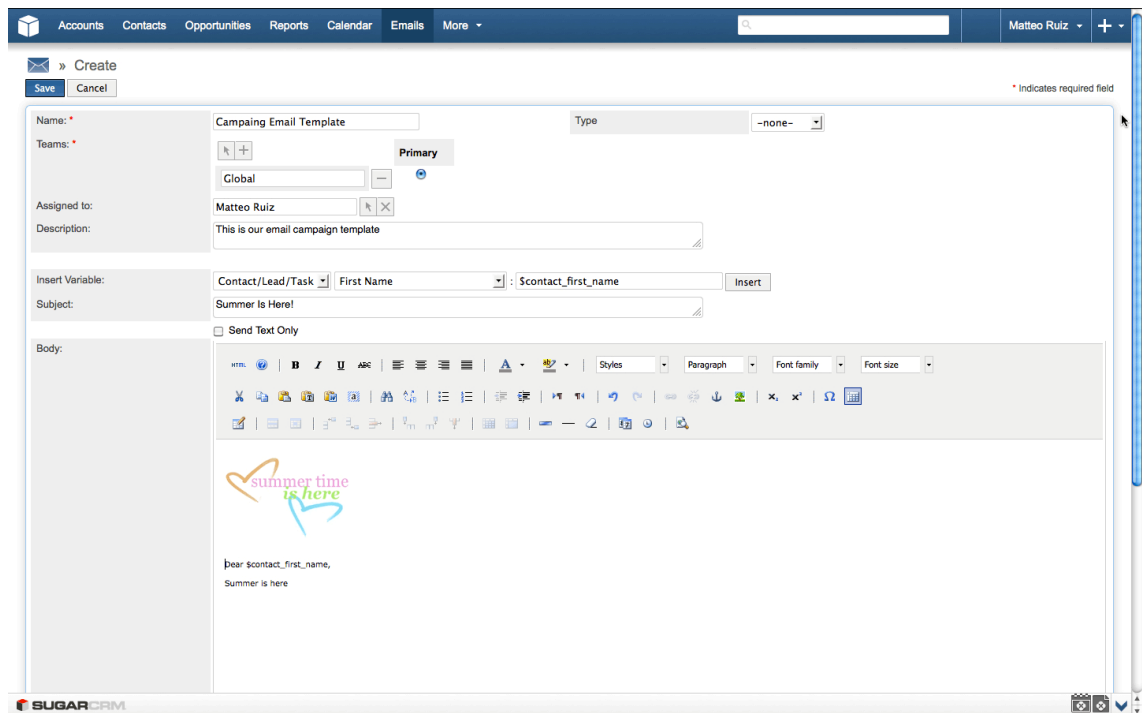 Accounts Contacts Opportunities Reports Calendar Emails More Matteo Ruiz
» Create
Save Cancel * Indicates required field
Name: * Campaing Email Template Type -none-
Teams: * Primary
Global
Assigned to: Matteo Ruiz
Description: This is our email campaign template
Insert Variable: Contact/Lead/Task First Name : $contact_first_name Insert
Subject: Summer Is Here!
Send Text Only
Body:
HTML B I U ABC A ab Styles Paragraph Font family Font size
summer time
is here
Dear $contact_first_name,
Summer is here
SUGARCRM